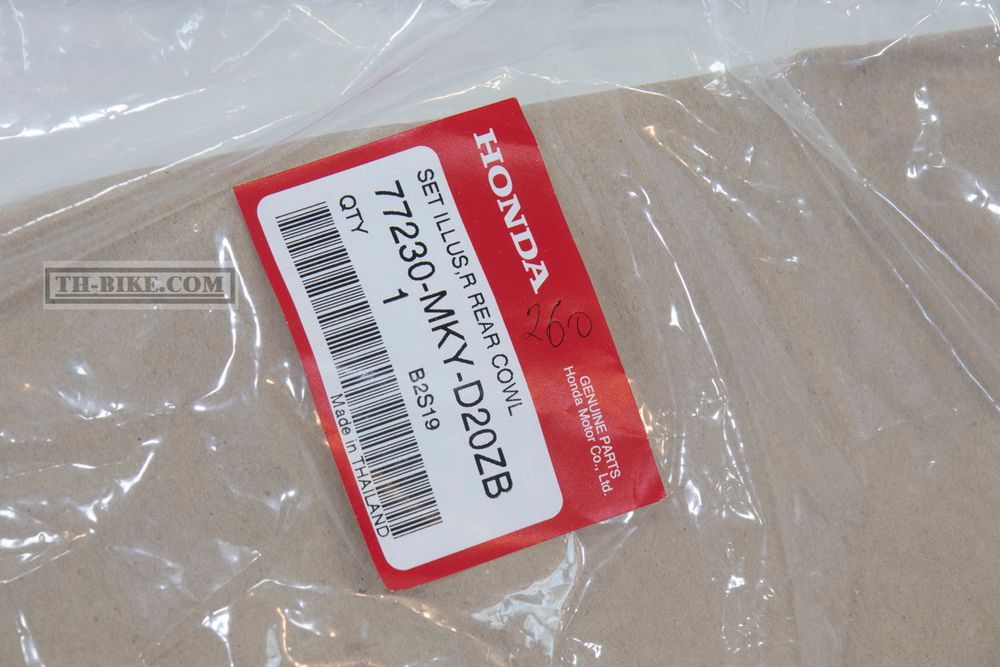 HONDA
260
GENUINE PARTS
Honda Motor Co., Ltd.
SET ILLUS,R REAR COWL
77230-MKY-D20ZB
QTY 1 B2S19
Made in THAILAND
TH-BIKE.COM